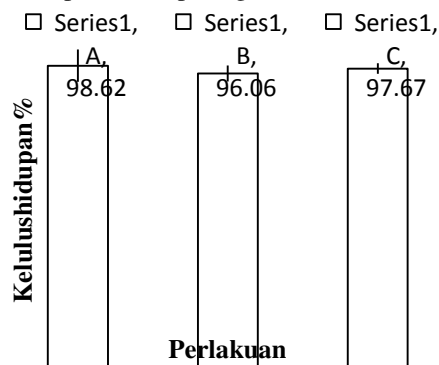 Series1,
A,
98.62
Series1,
B,
96.06
Series1,
C,
97.67
Kelulushidupan%
Perlakuan